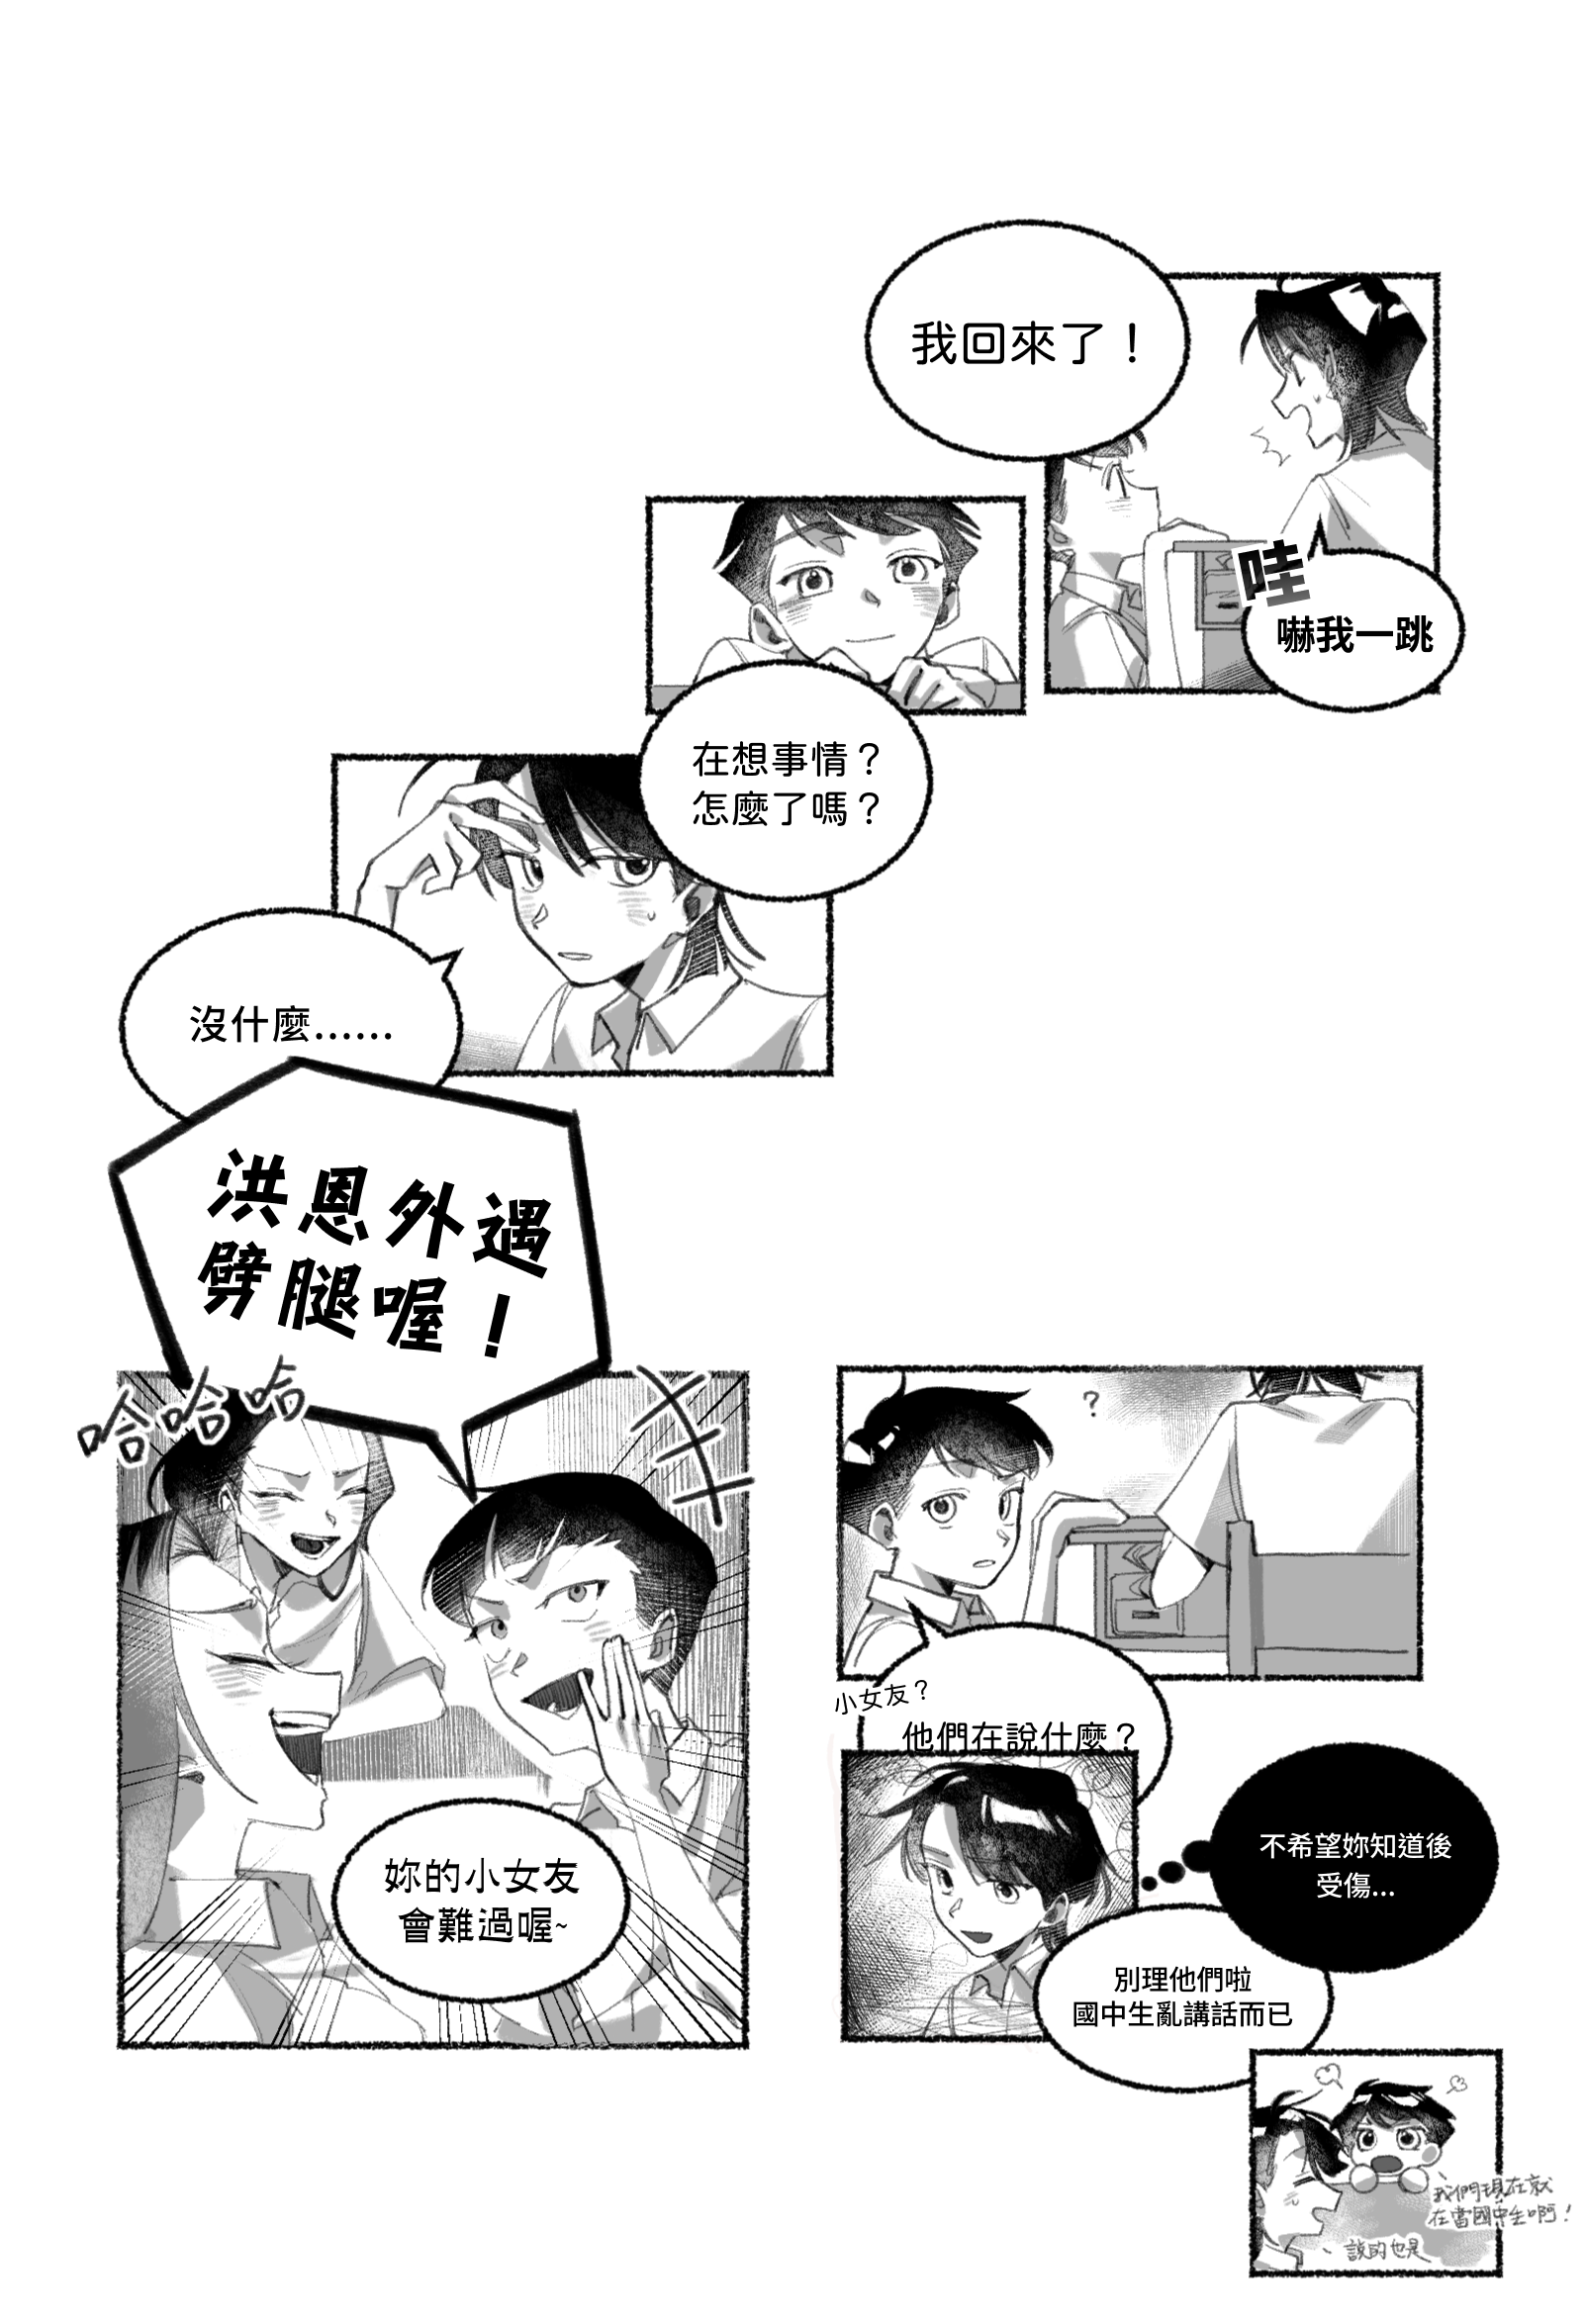 我回來了！
哇
嚇我一跳
在想事情？
怎麼了嗎？
沒什麼……
洪恩外遇
劈腿喔！
哈哈哈
妳的小女友
會難過喔~
?
小女友？
他們在說什麼？
不希望妳知道後
受傷...
別理他們啦
國中生亂講話而已
我們現在就
在當國中生啊！
說的也是